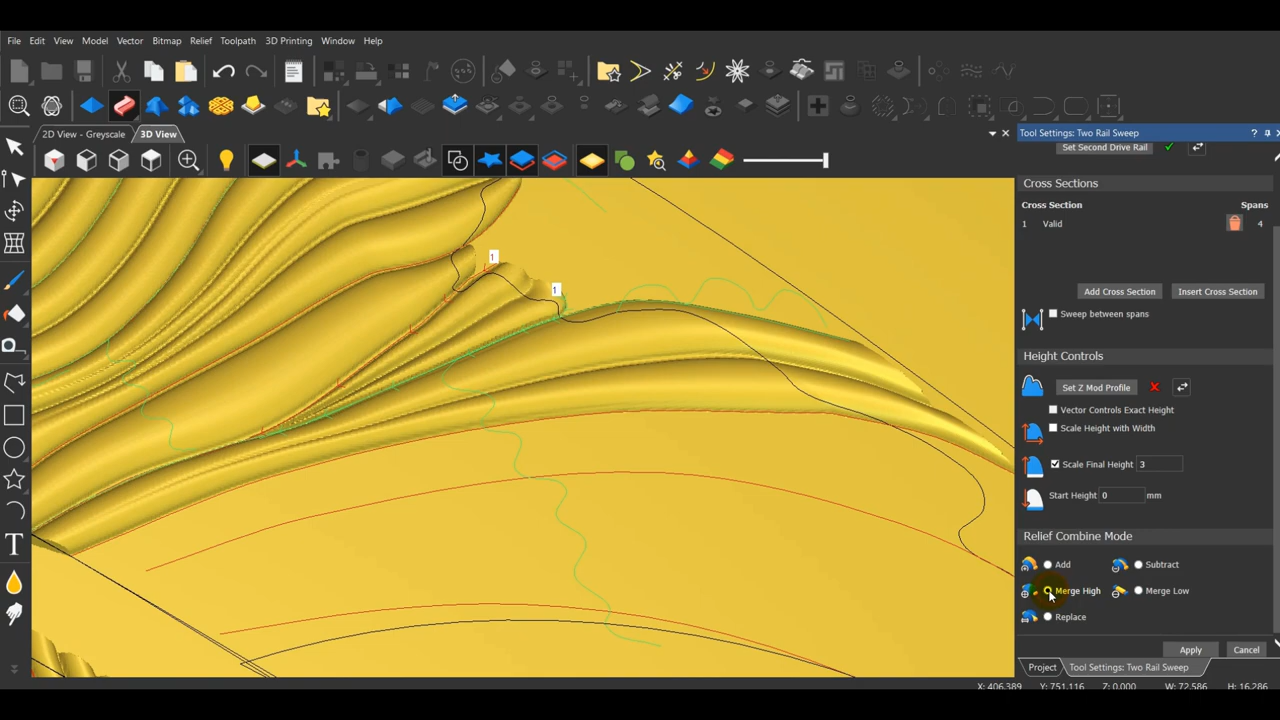 File Edit View Model Vector Bitmap Relief Toolpath 3D Printing Window Help
2D View - Greyscale 3D View
Tool Settings: Two Rail Sweep
Set Second Drive Rail
Cross Sections
Cross Section Spans
1 Valid 4
Add Cross Section Insert Cross Section
Sweep between spans
Height Controls
Set Z Mod Profile
Vector Controls Exact Height
Scale Height with Width
Scale Final Height 3
Start Height 0 mm
Relief Combine Mode
Add Subtract
Merge High Merge Low
Replace
Apply Cancel
Project Tool Settings: Two Rail Sweep
X: 406.389 Y: 751.116 Z: 0.000 W: 72.586 H: 16.286
1
1